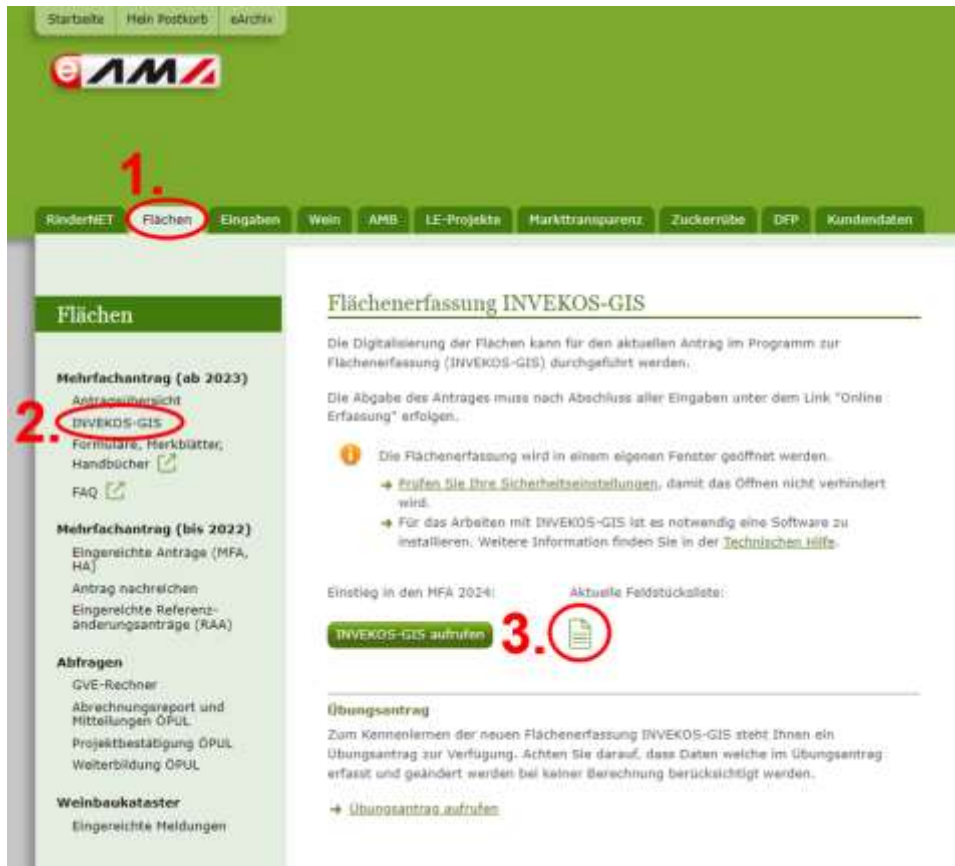 Startseite Mein Postkorb eArchiv
eAMA
1.
RinderNET Flächen Eingaben Wein AMB LE-Projekte Markttransparenz Zuckerrübe DFP Kundendaten
Flächen
Mehrfachantrag (ab 2023)
Antragsübersicht
2.
INVEKOS-GIS
Formulare, Merkblätter,
Handbücher
FAQ
Mehrfachantrag (bis 2022)
Eingereichte Anträge (MFA,
HA)
Antrag nachreichen
Eingereichte Referenz-
änderungsanträge (RAA)
Abfragen
GVE-Rechner
Abrechnungsreport und
Mitteilungen ÖPUL
Projektbestätigung ÖPUL
Weiterbildung ÖPUL
Weinbaukataster
Eingereichte Meldungen
Flächenerfassung INVEKOS-GIS
Die Digitalisierung der Flächen kann für den aktuellen Antrag im Programm zur
Flächenerfassung (INVEKOS-GIS) durchgeführt werden.
Die Abgabe des Antrages muss nach Abschluss aller Eingaben unter dem Link "Online
Erfassung" erfolgen.
Die Flächenerfassung wird in einem eigenen Fenster geöffnet werden.
Prüfen Sie Ihre Sicherheitseinstellungen, damit das Öffnen nicht verhindert
wird.
Für das Arbeiten mit INVEKOS-GIS ist es notwendig eine Software zu
installieren. Weitere Information finden Sie in der Technischen Hilfe.
Einstieg in den MFA 2024: Aktuelle Feldstücksliste:
INVEKOS-GIS aufrufen 3.
Übungsantrag
Zum Kennenlernen der neuen Flächenerfassung INVEKOS-GIS steht Ihnen ein
Übungsantrag zur Verfügung. Achten Sie darauf, dass Daten welche im Übungsantrag
erfasst und geändert werden bei keiner Berechnung berücksichtigt werden.
Übungsantrag aufrufen